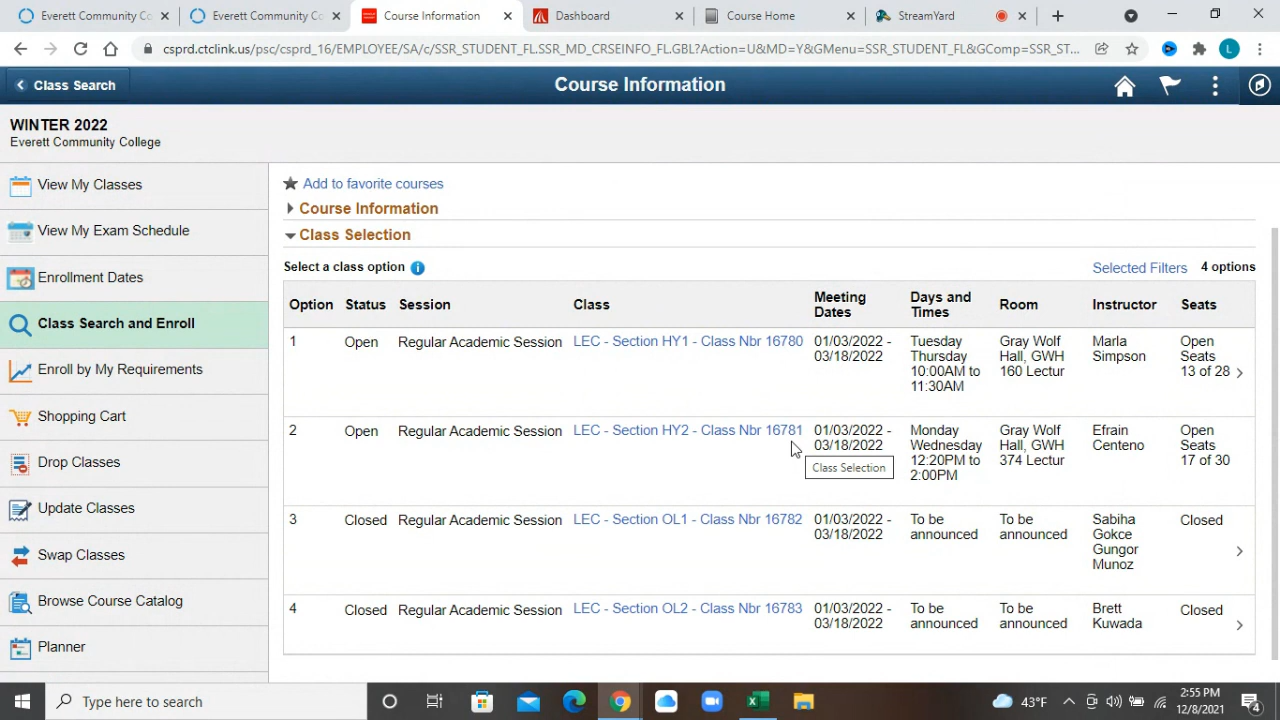 Everett Community Co
Everett Community Co
Course Information
Dashboard
Course Home
StreamYard
csprd.ctclink.us/psc/csprd_16/EMPLOYEE/SA/c/SSR_STUDENT_FL.SSR_MD_CRSEINFO_FL.GBL?Action=U&MD=Y&GMenu=SSR_STUDENT_FL&GComp=SSR_ST...
L
Class Search
Course Information
WINTER 2022
Everett Community College
View My Classes
View My Exam Schedule
Enrollment Dates
Class Search and Enroll
Enroll by My Requirements
Shopping Cart
Drop Classes
Update Classes
Swap Classes
Browse Course Catalog
Planner
Add to favorite courses
Course Information
Class Selection
Select a class option
Selected Filters 4 options
Option Status Session Class Meeting Dates Days and Times Room Instructor Seats
1 Open Regular Academic Session LEC - Section HY1 - Class Nbr 16780 01/03/2022 - 03/18/2022 Tuesday Thursday 10:00AM to 11:30AM Gray Wolf Hall, GWH 160 Lectur Marla Simpson Open Seats 13 of 28
2 Open Regular Academic Session LEC - Section HY2 - Class Nbr 16781 01/03/2022 - 03/18/2022 Monday Wednesday 12:20PM to 2:00PM Gray Wolf Hall, GWH 374 Lectur Efrain Centeno Open Seats 17 of 30
Class Selection
3 Closed Regular Academic Session LEC - Section OL1 - Class Nbr 16782 01/03/2022 - 03/18/2022 To be announced To be announced Sabiha Gokce Gungor Munoz Closed
4 Closed Regular Academic Session LEC - Section OL2 - Class Nbr 16783 01/03/2022 - 03/18/2022 To be announced To be announced Brett Kuwada Closed
Type here to search
43°F
2:55 PM
12/8/2021
4